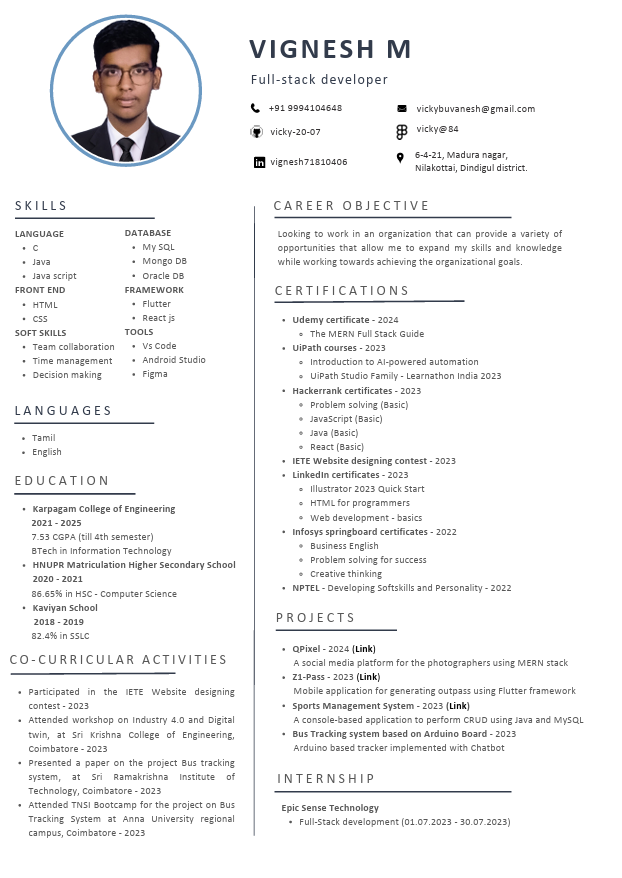 VIGNESH M
Full-stack developer
+91 9994104648
vickybuvanesh@gmail.com
vicky-20-07
vicky@84
in vignesh71810406
6-4-21, Madura nagar,
Nilakottai, Dindigul district.
SKILLS
LANGUAGE
• C
• Java
• Java script
FRONT END
• HTML
• CSS
SOFT SKILLS
• Team collaboration
• Time management
• Decision making
DATABASE
• My SQL
• Mongo DB
• Oracle DB
FRAMEWORK
• Flutter
• React js
TOOLS
• Vs Code
• Android Studio
• Figma
LANGUAGES
• Tamil
• English
EDUCATION
• Karpagam College of Engineering
2021 - 2025
7.53 CGPA (till 4th semester)
BTech in Information Technology
• HNUPR Matriculation Higher Secondary School
2020 - 2021
86.65% in HSC - Computer Science
• Kaviyan School
2018 - 2019
82.4% in SSLC
CO-CURRICULAR ACTIVITIES
• Participated in the IETE Website designing
contest - 2023
• Attended workshop on Industry 4.0 and Digital
twin, at Sri Krishna College of Engineering,
Coimbatore - 2023
• Presented a paper on the project Bus tracking
system, at Sri Ramakrishna Institute of
Technology, Coimbatore - 2023
• Attended TNSI Bootcamp for the project on Bus
Tracking System at Anna University regional
campus, Coimbatore - 2023
CAREER OBJECTIVE
Looking to work in an organization that can provide a variety of
opportunities that allow me to expand my skills and knowledge
while working towards achieving the organizational goals.
CERTIFICATIONS
• Udemy certificate - 2024
◦ The MERN Full Stack Guide
• UiPath courses - 2023
◦ Introduction to AI-powered automation
◦ UiPath Studio Family - Learnathon India 2023
• Hackerrank certificates - 2023
◦ Problem solving (Basic)
◦ JavaScript (Basic)
◦ Java (Basic)
◦ React (Basic)
• IETE Website designing contest - 2023
• LinkedIn certificates - 2023
◦ Illustrator 2023 Quick Start
◦ HTML for programmers
◦ Web development - basics
• Infosys springboard certificates - 2022
◦ Business English
◦ Problem solving for success
◦ Creative thinking
• NPTEL - Developing Softskills and Personality - 2022
PROJECTS
• QPixel - 2024 (Link)
A social media platform for the photographers using MERN stack
• Z1-Pass - 2023 (Link)
Mobile application for generating outpass using Flutter framework
• Sports Management System - 2023 (Link)
A console-based application to perform CRUD using Java and MySQL
• Bus Tracking system based on Arduino Board - 2023
Arduino based tracker implemented with Chatbot
INTERNSHIP
Epic Sense Technology
• Full-Stack development (01.07.2023 - 30.07.2023)